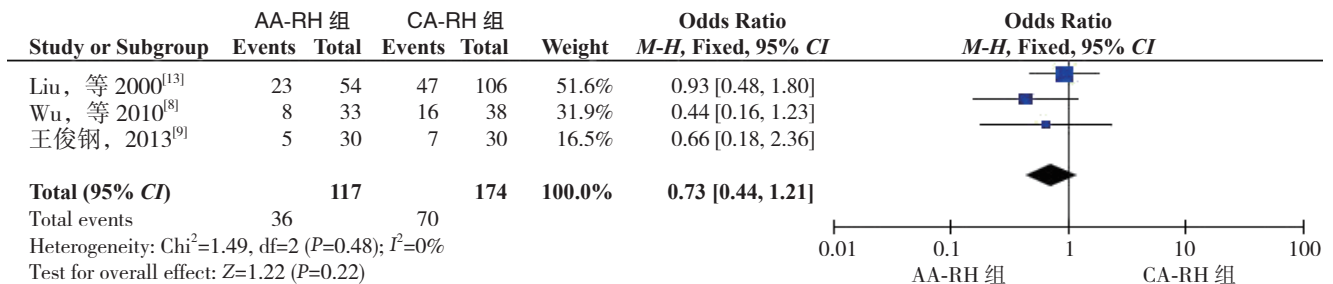 AA-RH 组 CA-RH 组 Odds Ratio Odds Ratio
Study or Subgroup Events Total Events Total Weight M-H, Fixed, 95% CI M-H, Fixed, 95% CI
Liu，等 2000[13] 23 54 47 106 51.6% 0.93 [0.48, 1.80]
Wu，等 2010[8] 8 33 16 38 31.9% 0.44 [0.16, 1.23]
王俊钢，2013[9] 5 30 7 30 16.5% 0.66 [0.18, 2.36]
Total (95% CI) 117 174 100.0% 0.73 [0.44, 1.21]
Total events 36 70
Heterogeneity: Chi²=1.49, df=2 (P=0.48); I²=0%
Test for overall effect: Z=1.22 (P=0.22)
0.01 0.1 1 10 100
AA-RH 组 CA-RH 组